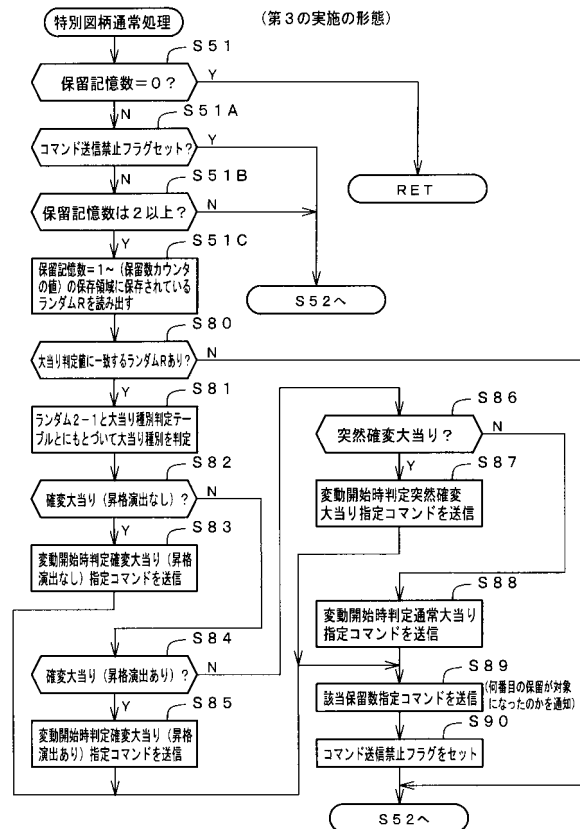 特別図柄通常処理
(第3の実施の形態)
S51
保留記憶数=0?
Y
N
S51A
コマンド送信禁止フラグセット?
Y
N
S51B
保留記憶数は2以上?
N
Y
RET
S51C
保留記憶数=1~(保留数カウンタ
の値)の保存領域に保存されている
ランダムRを読み出す
S52へ
S80
大当り判定値に一致するランダムRあり?
N
Y
S81
ランダム2-1と大当り種別判定テー
ブルとにもとづいて大当り種別を判定
S82
確変大当り(昇格演出なし)?
N
Y
S83
変動開始時判定確変大当り(昇格
演出なし)指定コマンドを送信
S84
確変大当り(昇格演出あり)?
N
Y
S85
変動開始時判定確変大当り(昇格
演出あり)指定コマンドを送信
S86
突然確変大当り?
N
Y
S87
変動開始時判定突然確変
大当り指定コマンドを送信
S88
変動開始時判定通常大当り
指定コマンドを送信
S89
該当保留数指定コマンドを送信
(何番目の保留が対象
になったのかを通知)
S90
コマンド送信禁止フラグをセット
S52へ